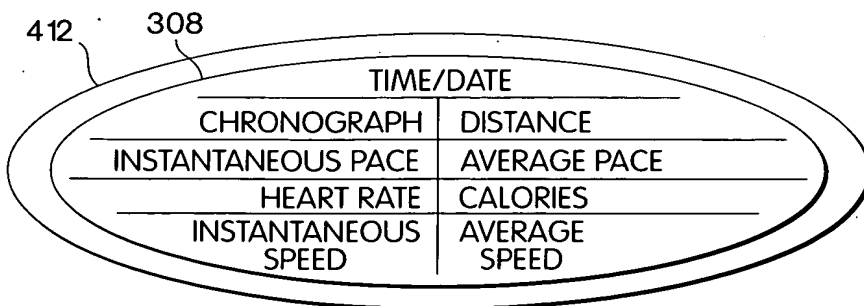 412
308
TIME/DATE
CHRONOGRAPH DISTANCE
INSTANTANEOUS PACE AVERAGE PACE
HEART RATE CALORIES
INSTANTANEOUS AVERAGE
SPEED SPEED